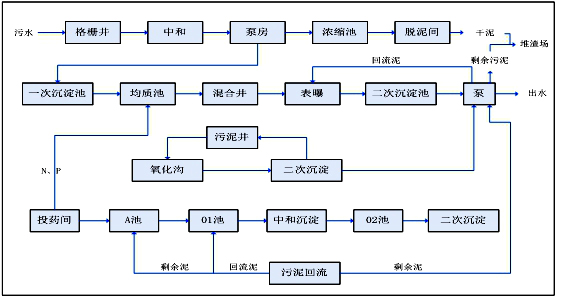 污水 格栅井 中和 泵房 浓缩池 脱泥间 干泥
堆渣场
回流泥 剩余污泥
一次沉淀池 均质池 混合井 表曝 二次沉淀池 泵 出水
污泥井
N、P 氧化沟 二次沉淀
投药间 A池 01池 中和沉淀 02池 二次沉淀
剩余泥 回流泥 污泥回流 剩余泥